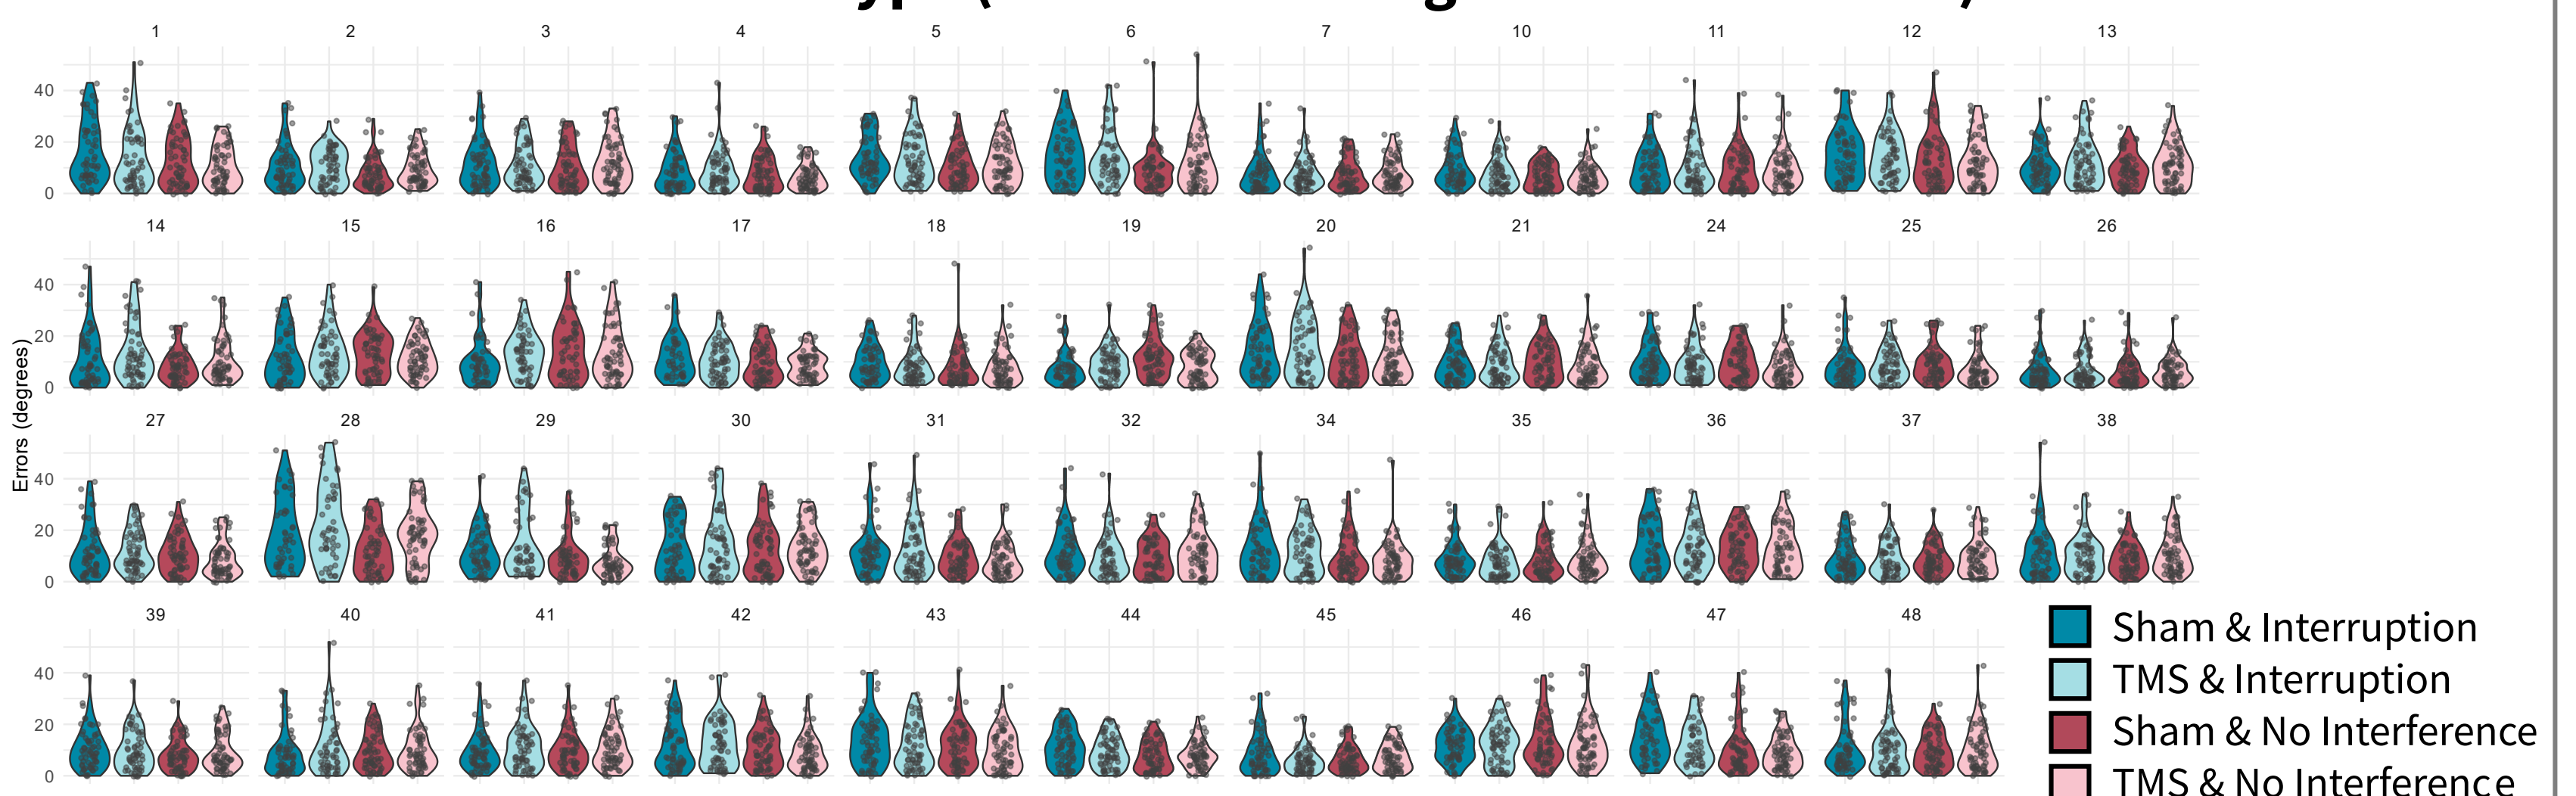 1 2 3 4 5 6 7 10 11 12 13
40
20
0
14 15 16 17 18 19 20 21 24 25 26
40
20
0
Errors (degrees)
27 28 29 30 31 32 34 35 36 37 38
40
20
0
39 40 41 42 43 44 45 46 47 48
40
20
0
Sham & Interruption
TMS & Interruption
Sham & No Interference
TMS & No Interference